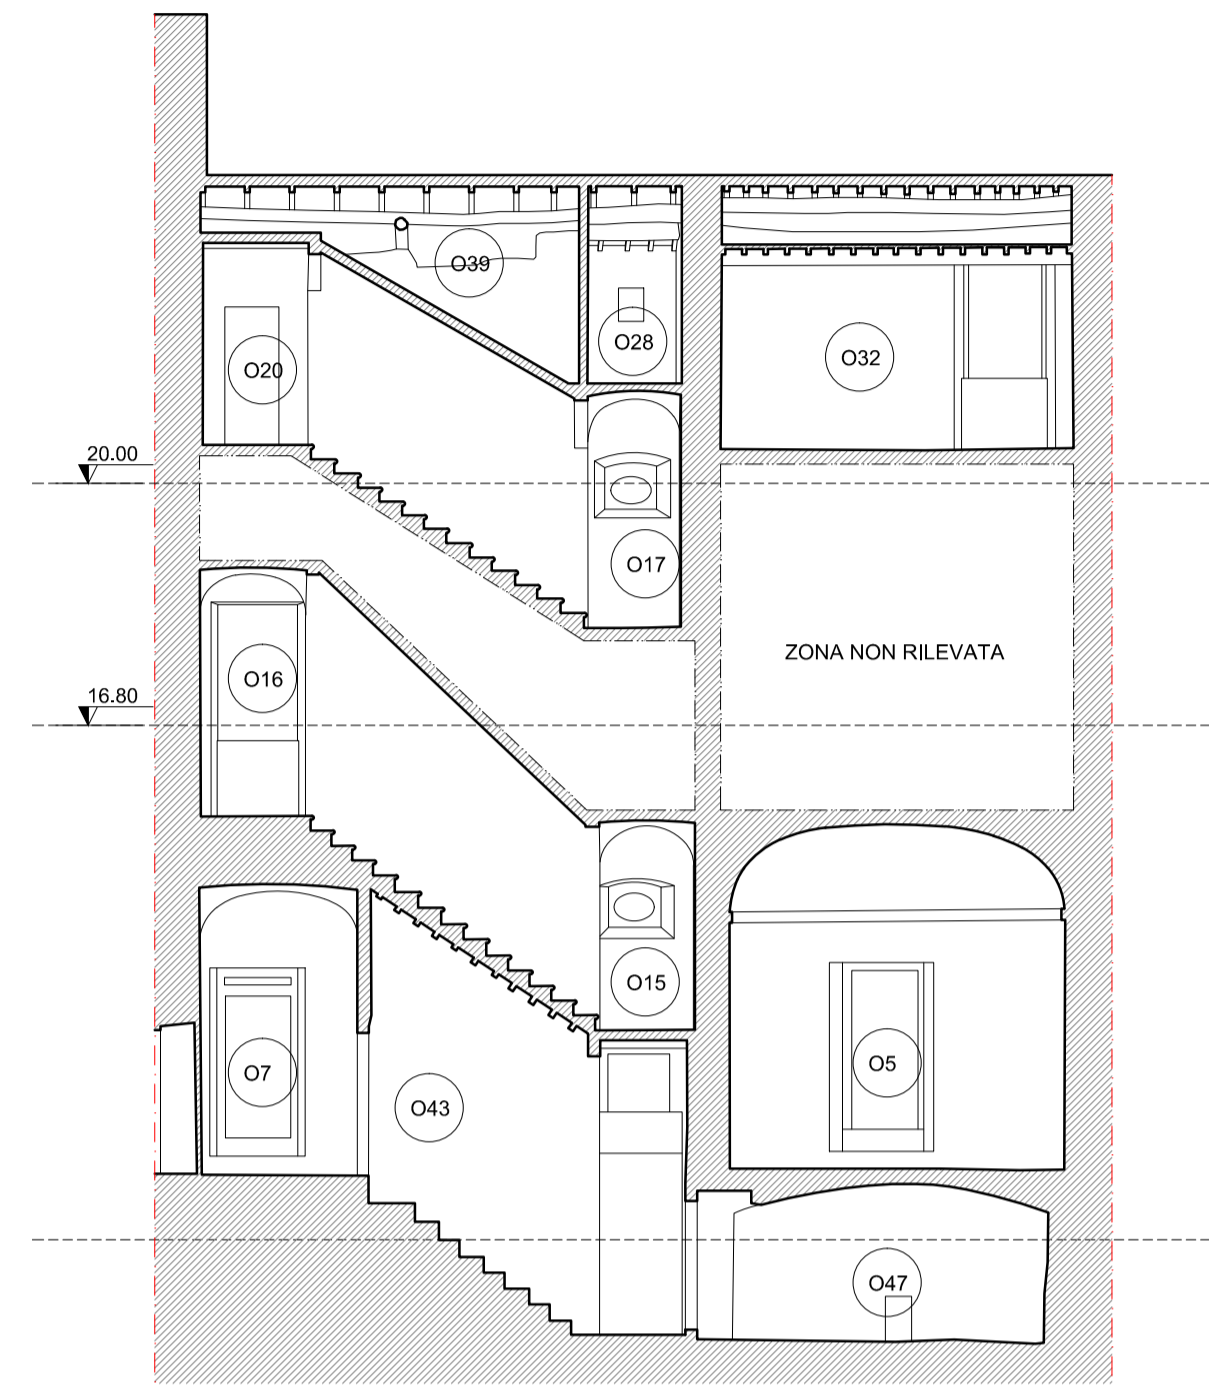 O39
O28
O32
O20
20.00
O17
ZONA NON RILEVATA
O16
16.80
O15
O5
O7
O43
O47